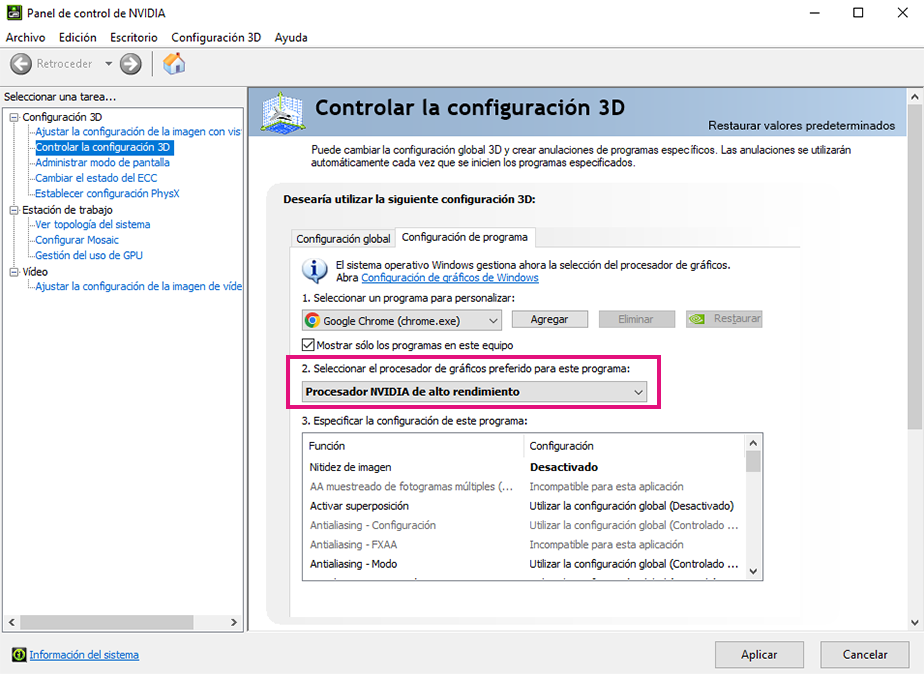 Panel de control de NVIDIA
Archivo Edición Escritorio Configuración 3D Ayuda
Retroceder
Seleccionar una tarea...
Configuración 3D
Ajustar la configuración de la imagen con vis
Controlar la configuración 3D
Administrar modo de pantalla
Cambiar el estado del ECC
Establecer configuración PhysX
Estación de trabajo
Ver topología del sistema
Configurar Mosaic
Gestión del uso de GPU
Vídeo
Ajustar la configuración de la imagen de víde
Controlar la configuración 3D
Restaurar valores predeterminados
Puede cambiar la configuración global 3D y crear anulaciones de programas específicos. Las anulaciones se utilizarán
automáticamente cada vez que se inicien los programas especificados.
Desearía utilizar la siguiente configuración 3D:
Configuración global Configuración de programa
El sistema operativo Windows gestiona ahora la selección del procesador de gráficos.
Abra Configuración de gráficos de Windows
1. Seleccionar un programa para personalizar:
Google Chrome (chrome.exe) Agregar Eliminar Restaurar
Mostrar sólo los programas en este equipo
2. Seleccionar el procesador de gráficos preferido para este programa:
Procesador NVIDIA de alto rendimiento
3. Especificar la configuración de este programa:
Función Configuración
Nitidez de imagen Desactivado
AA muestreado de fotogramas múltiples (... Incompatible para esta aplicación
Activar superposición Utilizar la configuración global (Desactivado)
Antialiasing - Configuración Utilizar la configuración global (Controlado ...
Antialiasing - FXAA Incompatible para esta aplicación
Antialiasing - Modo Utilizar la configuración global (Controlado ...
Información del sistema
Aplicar Cancelar